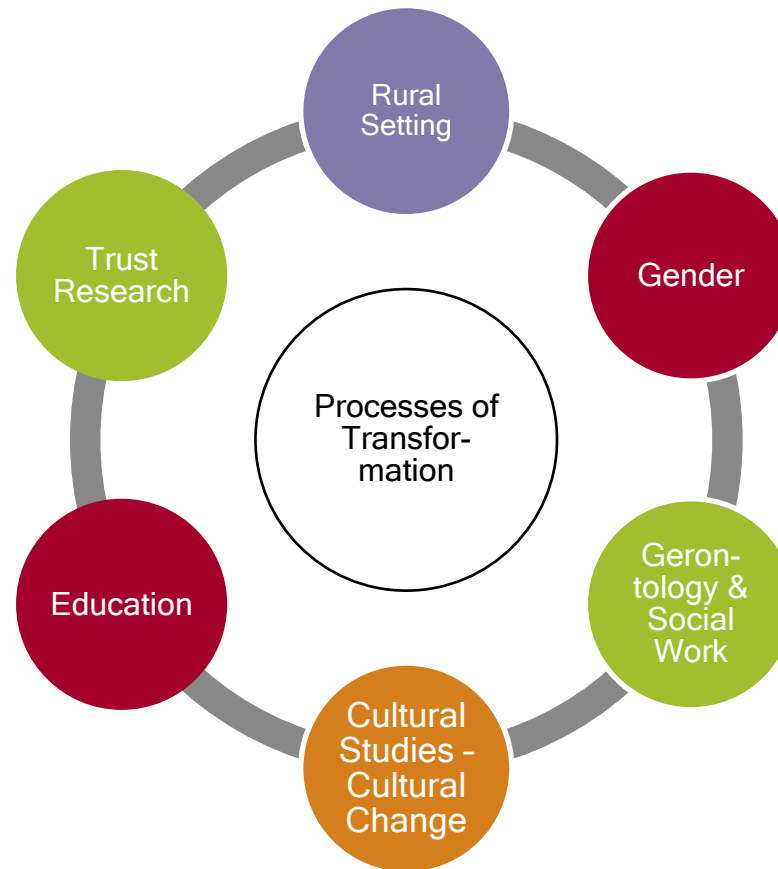 Rural
Setting
Trust
Research
Gender
Processes of
Transfor-
mation
Education
Geron-
tology &
Social
Work
Cultural
Studies -
Cultural
Change